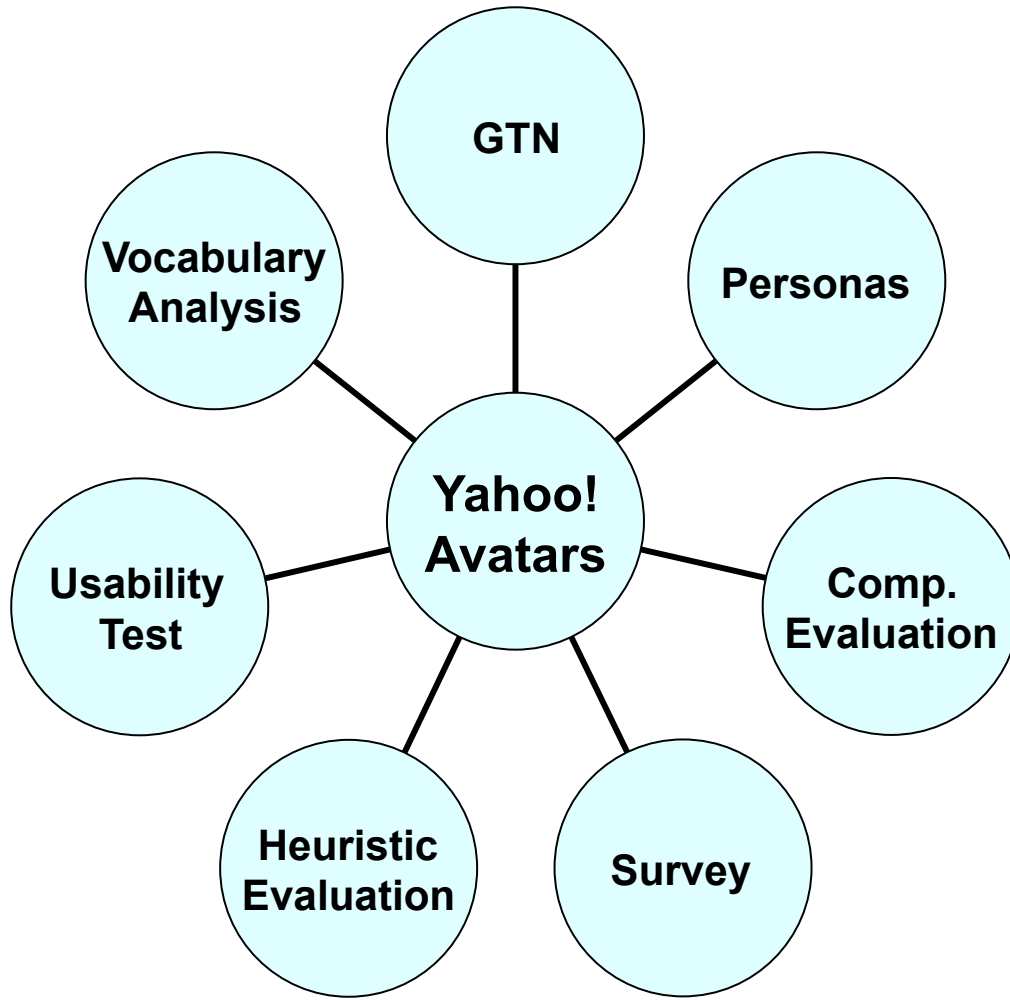 GTN
Vocabulary
Analysis
Personas
Yahoo!
Avatars
Usability
Test
Comp.
Evaluation
Heuristic
Evaluation
Survey